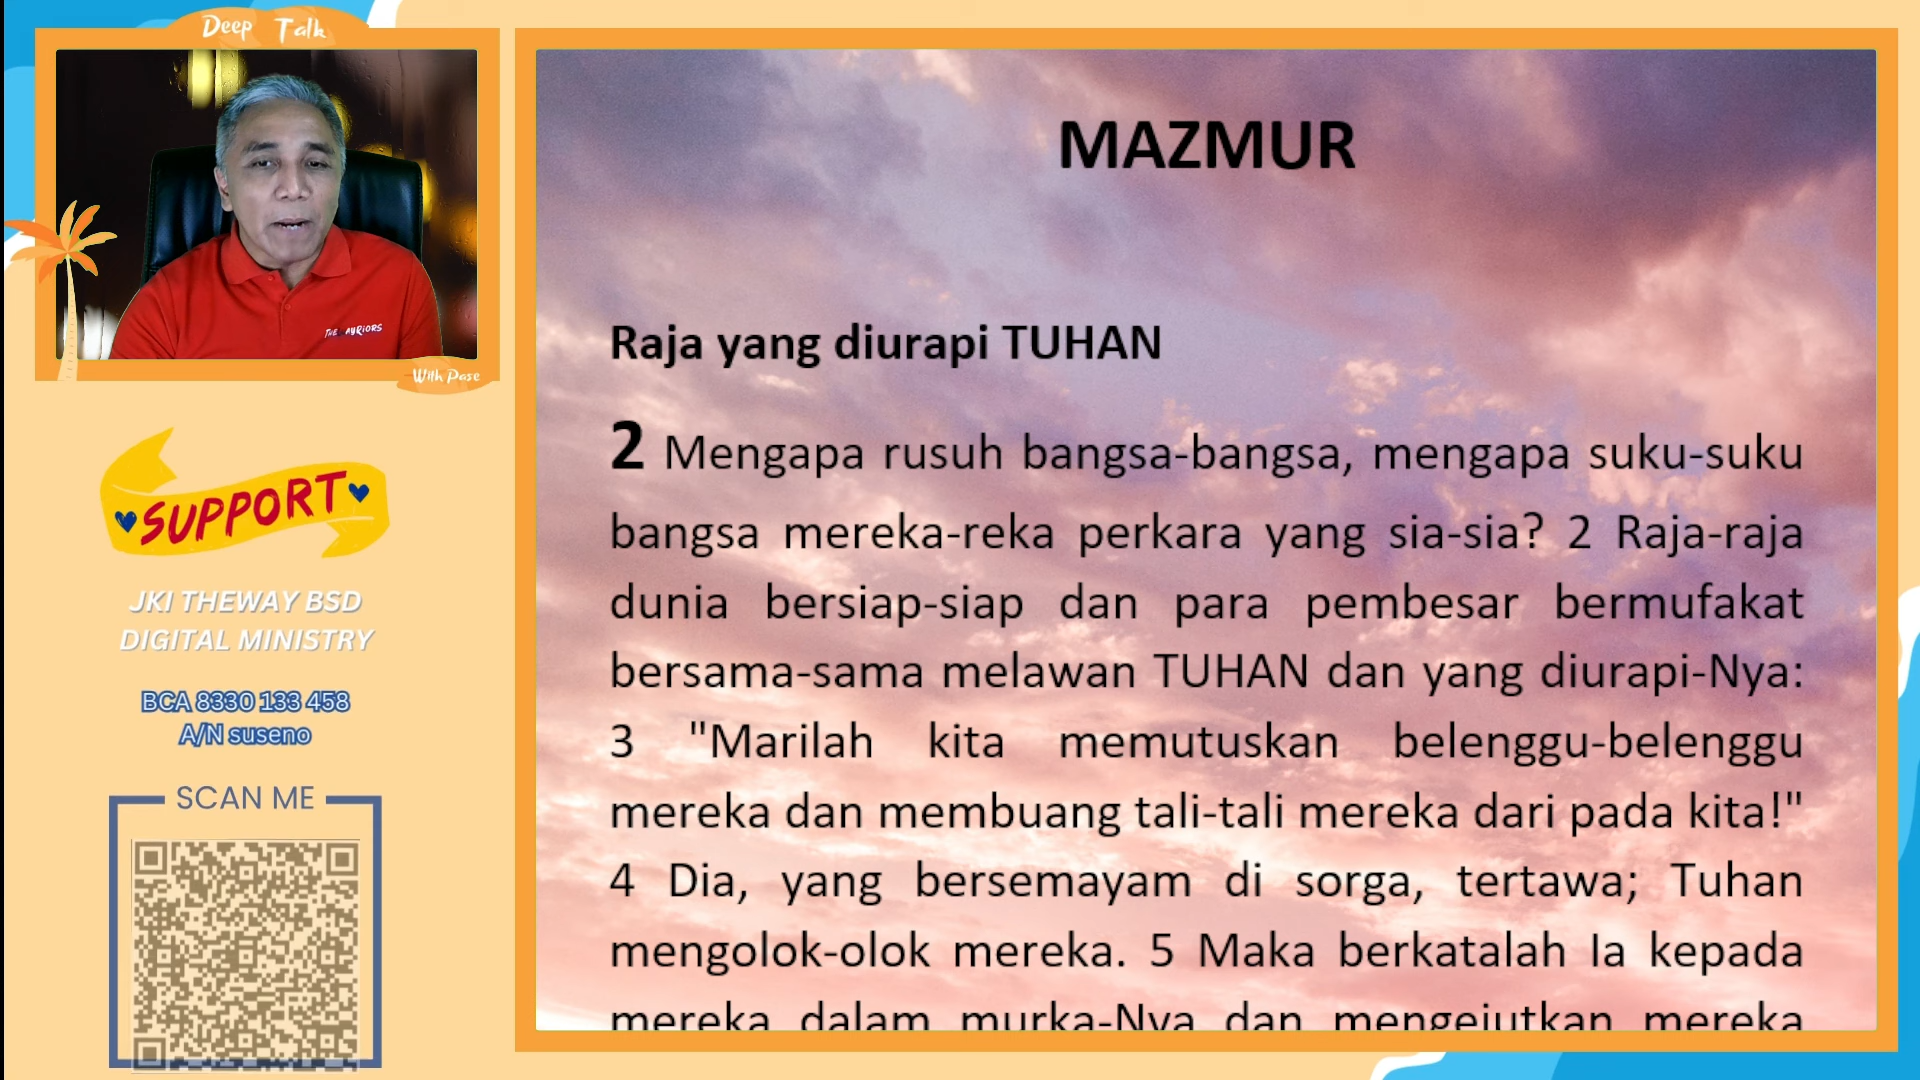 Deep Talk
THE WAYRIORS
With Pase
SUPPORT
JKI THEWAY BSD
DIGITAL MINISTRY
BCA 8330 133 458
A/N suseno
SCAN ME
MAZMUR
Raja yang diurapi TUHAN
2 Mengapa rusuh bangsa-bangsa, mengapa suku-suku
bangsa mereka-reka perkara yang sia-sia? 2 Raja-raja
dunia bersiap-siap dan para pembesar bermufakat
bersama-sama melawan TUHAN dan yang diurapi-Nya:
3 "Marilah kita memutuskan belenggu-belenggu
mereka dan membuang tali-tali mereka dari pada kita!"
4 Dia, yang bersemayam di sorga, tertawa; Tuhan
mengolok-olok mereka. 5 Maka berkatalah Ia kepada
mereka dalam murka-Nya dan mengejutkan mereka